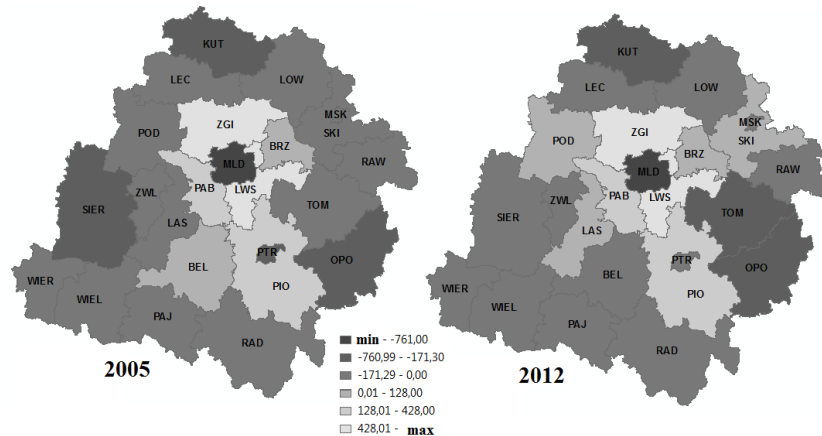 KUT
LEC
LOW
MSK
SKI
POD
ZGI
BRZ
RAW
MLD
PAB
LWS
ZWL
SIER
LAS
TOM
PTR
OPO
BEL
WIER
WIEL
PIO
PAJ
RAD
2005
KUT
LEC
LOW
MSK
SKI
POD
ZGI
BRZ
RAW
MLD
PAB
LWS
ZWL
SIER
LAS
TOM
PTR
OPO
BEL
WIER
WIEL
PIO
PAJ
RAD
2012
min - -761,00
-760,99 - -171,30
-171,29 - 0,00
0,01 - 128,00
128,01 - 428,00
428,01 - max